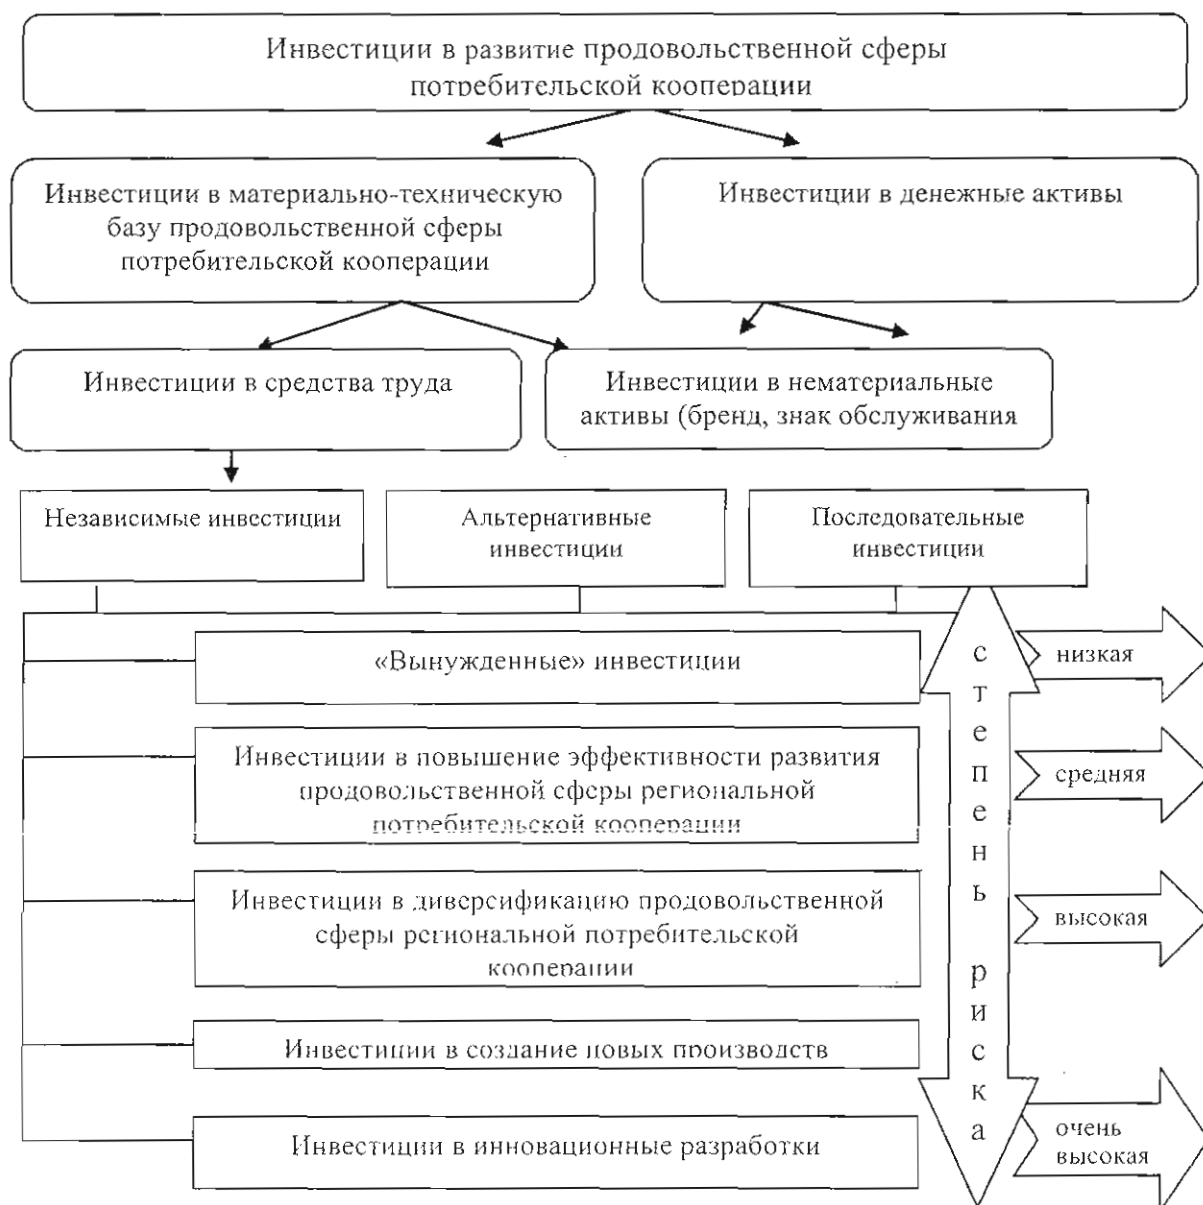 Инвестиции в развитие продовольственной сферы
потребительской кооперации
Инвестиции в материально-техническую
базу продовольственной сферы
потребительской кооперации
Инвестиции в денежные активы
Инвестиции в средства труда
Инвестиции в нематериальные
активы (бренд, знак обслуживания
Независимые инвестиции
Альтернативные
инвестиции
Последовательные
инвестиции
«Вынужденные» инвестиции
Инвестиции в повышение эффективности развития
продовольственной сферы региональной
потребительской кооперации
Инвестиции в диверсификацию продовольственной
сферы региональной потребительской
кооперации
Инвестиции в создание новых производств
Инвестиции в инновационные разработки
степень риска
низкая
средняя
высокая
очень
высокая